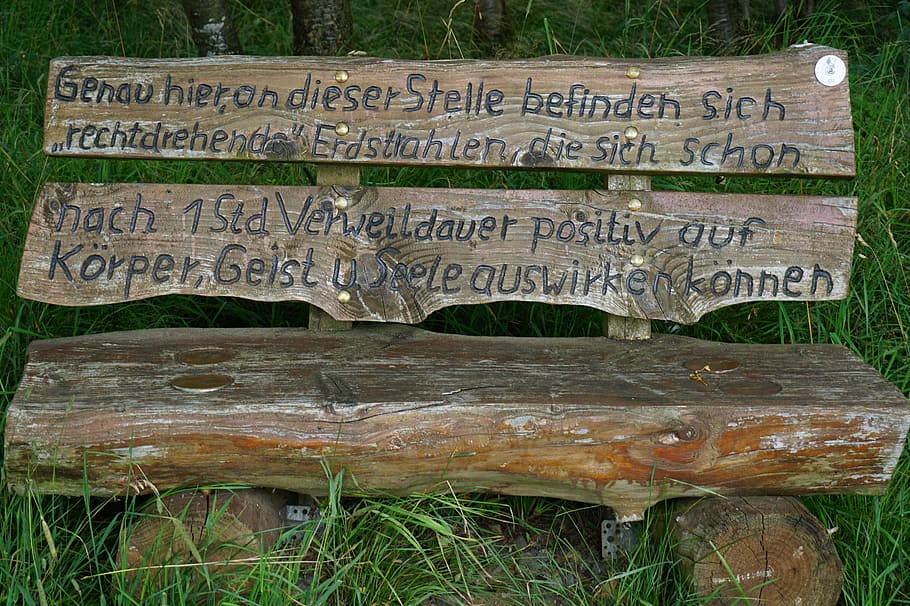 Genau hier, an dieser Stelle befinden sich
„rechtdrehende" Erdstrahlen, die sich schon
nach 1 Std Verweildauer positiv auf
Körper, Geist u. Seele auswirken können